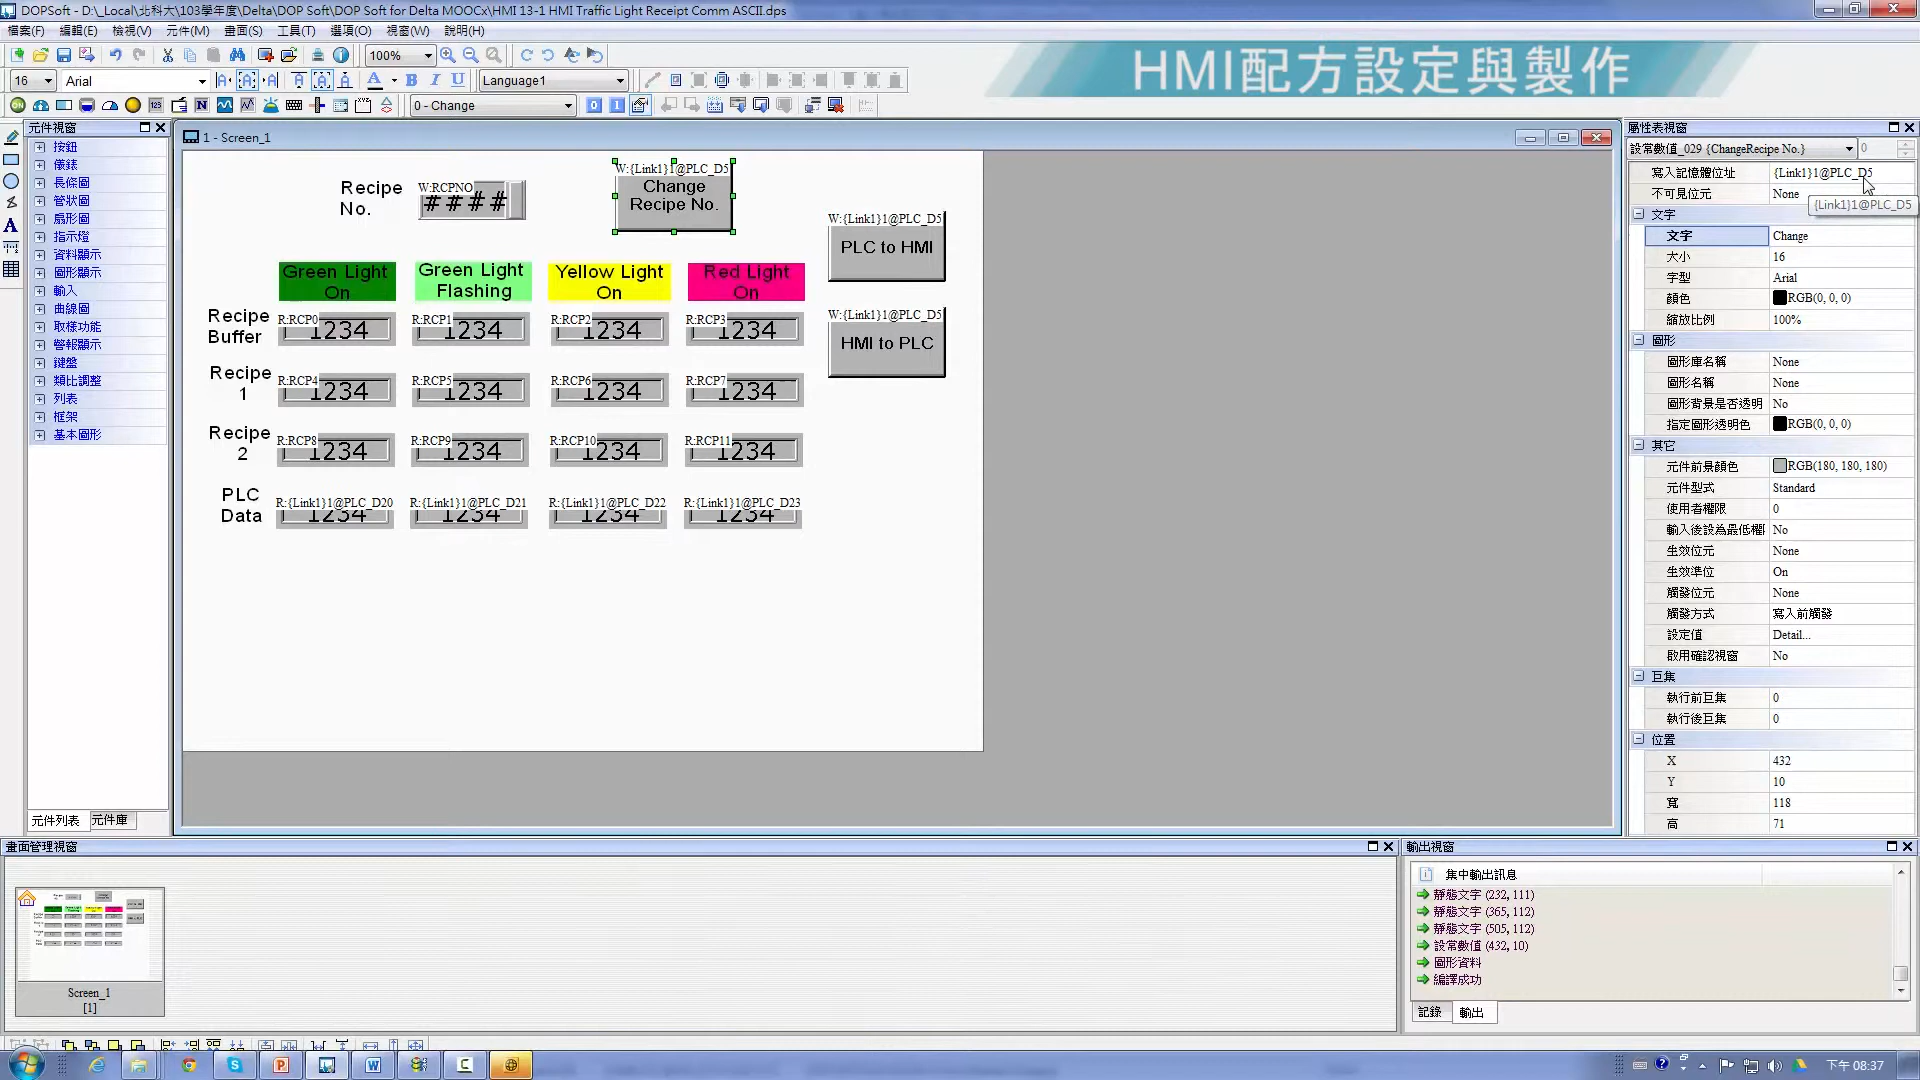 DOPSoft - D:\_Local\北科大\103學年度\Delta\DOP Soft\DOP Soft for Delta MOOCx\HMI 13-1 HMI Traffic Light Receipt Comm ASCII.dps
檔案(F) 編輯(E) 檢視(V) 元件(M) 畫面(S) 工具(T) 選項(O) 視窗(W) 說明(H)
100%
HMI配方設定與製作
16 Arial Language1
0 - Change
元件視窗
按鈕
儀錶
長條圖
管狀圖
扇形圖
指示燈
資料顯示
圖形顯示
輸入
曲線圖
取樣功能
警報顯示
鍵盤
類比調整
列表
框架
基本圖形
元件列表 元件庫
1 - Screen_1
Recipe No.
W:RCPNO
####
W:{Link1}1@PLC_D5
Change Recipe No.
W:{Link1}1@PLC_D5
PLC to HMI
W:{Link1}1@PLC_D5
HMI to PLC
Green Light On
Green Light Flashing
Yellow Light On
Red Light On
Recipe Buffer
R:RCP0 1234
R:RCP1 1234
R:RCP2 1234
R:RCP3 1234
Recipe 1
R:RCP4 1234
R:RCP5 1234
R:RCP6 1234
R:RCP7 1234
Recipe 2
R:RCP8 1234
R:RCP9 1234
R:RCP10 1234
R:RCP11 1234
PLC Data
R:{Link1}1@PLC_D20 1234
R:{Link1}1@PLC_D21 1234
R:{Link1}1@PLC_D22 1234
R:{Link1}1@PLC_D23 1234
屬性表視窗
設常數值_029 {ChangeRecipe No.} 0
寫入記憶體位址 {Link1}1@PLC_D5
不可見位元 None
{Link1}1@PLC_D5
文字
文字 Change
大小 16
字型 Arial
顏色 RGB(0, 0, 0)
縮放比例 100%
圖形
圖形庫名稱 None
圖形名稱 None
圖形背景是否透明 No
指定圖形透明色 RGB(0, 0, 0)
其它
元件前景顏色 RGB(180, 180, 180)
元件型式 Standard
使用者權限 0
輸入後設為最低權限 No
生效位元 None
生效準位 On
觸發位元 None
觸發方式 寫入前觸發
設定值 Detail...
啟用確認視窗 No
巨集
執行前巨集 0
執行後巨集 0
位置
X 432
Y 10
寬 118
高 71
畫面管理視窗
Screen_1
[1]
輸出視窗
集中輸出訊息
靜態文字 (232, 111)
靜態文字 (365, 112)
靜態文字 (505, 112)
設常數值 (432, 10)
圖形資料
編譯成功
記錄 輸出
下午 08:37